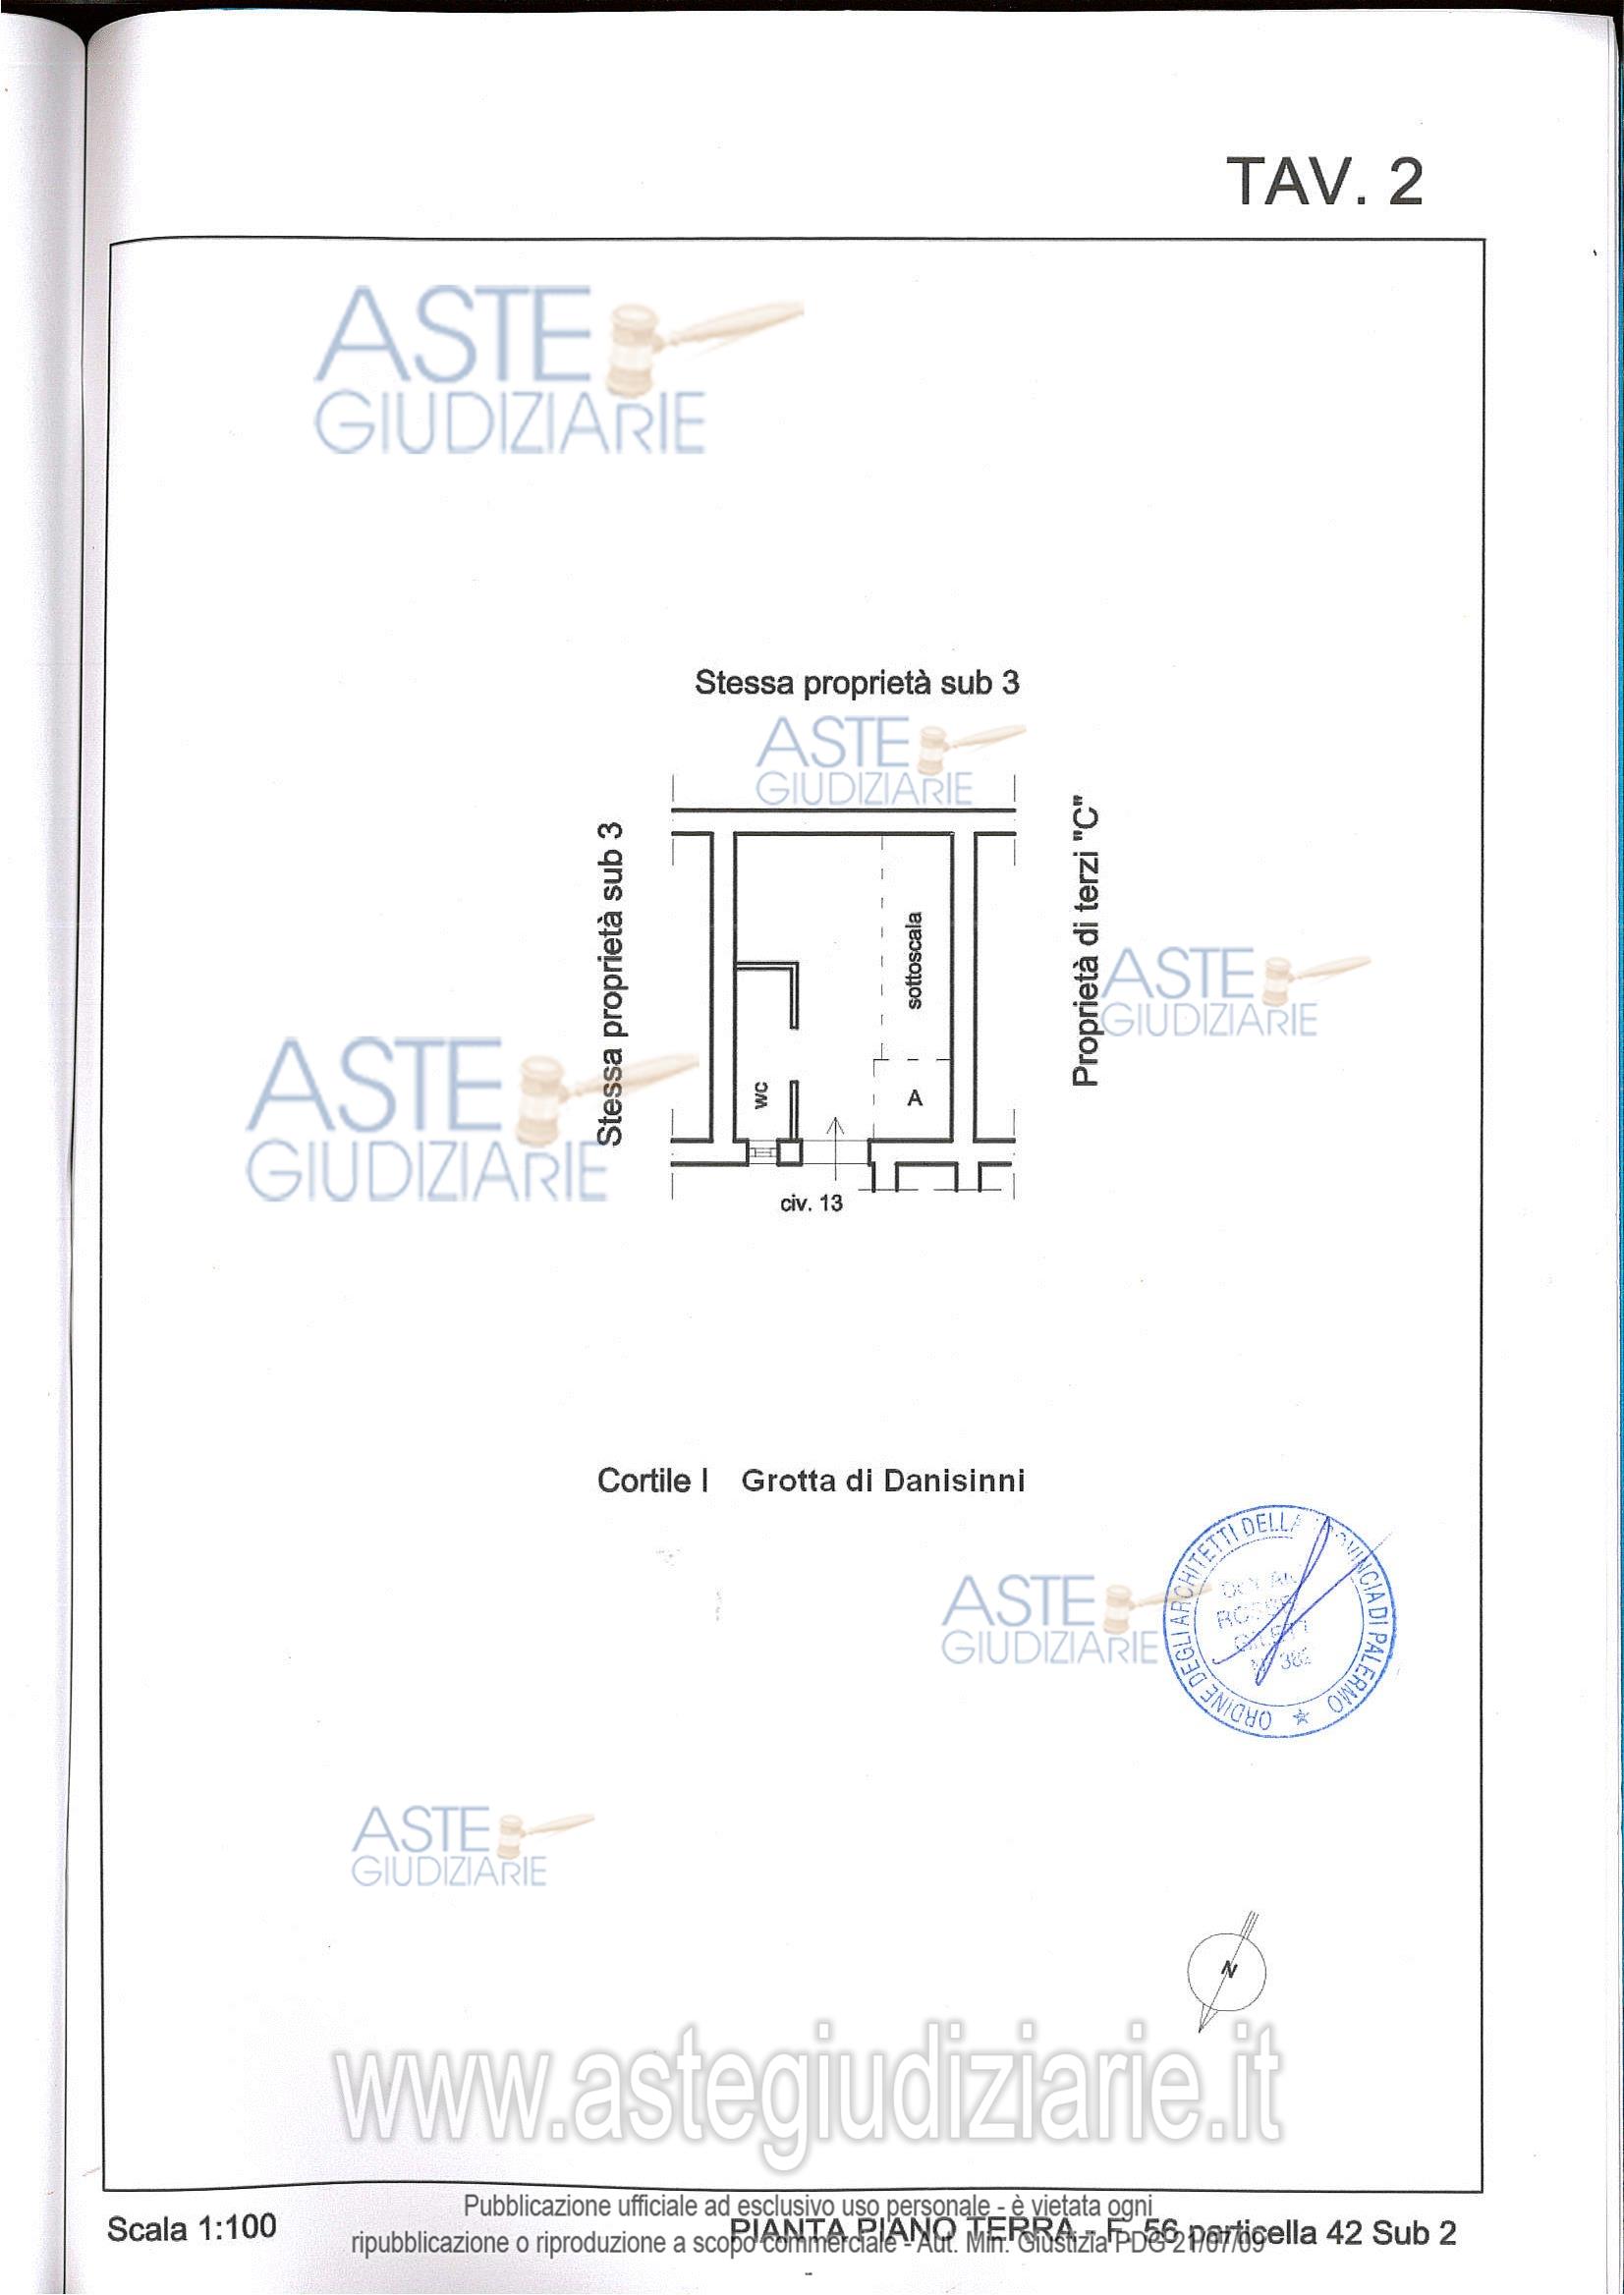 TAV. 2
ASTE
GIUDIZIARIE
Stessa proprietà sub 3
ASTE
GIUDIZIARIE
Stessa proprietà sub 3
Proprietà di terzi "C"
sottoscala
ASTE
GIUDIZIARIE
ASTE
GIUDIZIARIE
wc
A
civ. 13
Cortile I Grotta di Danisinni
ORDINE DEGLI ARCHITETTI DELLA PROVINCIA DI PALERMO
ASTE
GIUDIZIARIE
ASTE
GIUDIZIARIE
N
www.astegiudiziarie.it
Pubblicazione ufficiale ad esclusivo uso personale - è vietata ogni
ripubblicazione o riproduzione a scopo commerciale - Aut. Min. Giustizia PDG 21/07/09
Scala 1:100
PIANTA PIANO TERRA - F. 56 particella 42 Sub 2